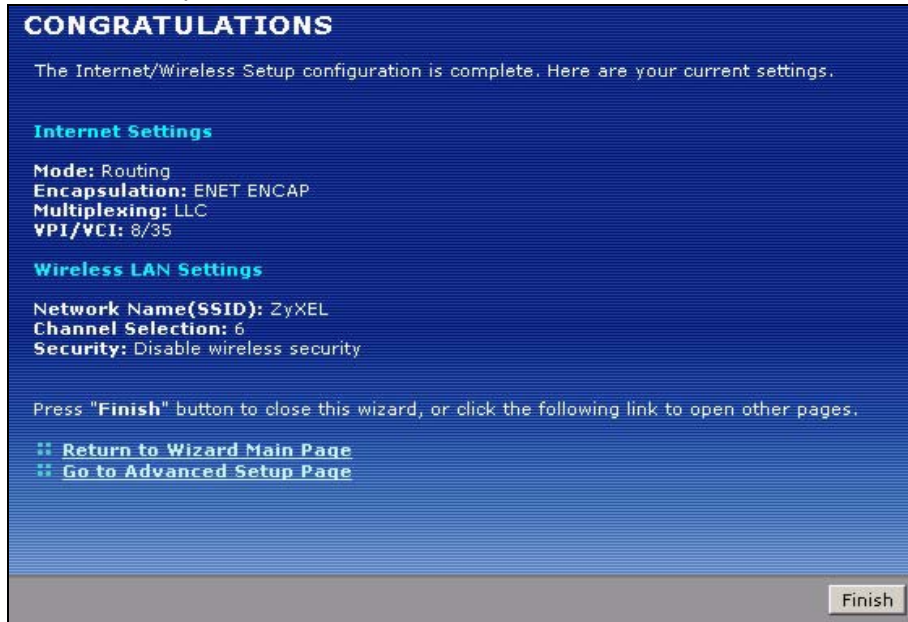 CONGRATULATIONS
The Internet/Wireless Setup configuration is complete. Here are your current settings.
Internet Settings
Mode: Routing
Encapsulation: ENET ENCAP
Multiplexing: LLC
VPI/VCI: 8/35
Wireless LAN Settings
Network Name(SSID): ZyXEL
Channel Selection: 6
Security: Disable wireless security
Press "Finish" button to close this wizard, or click the following link to open other pages.
Return to Wizard Main Page
Go to Advanced Setup Page
Finish